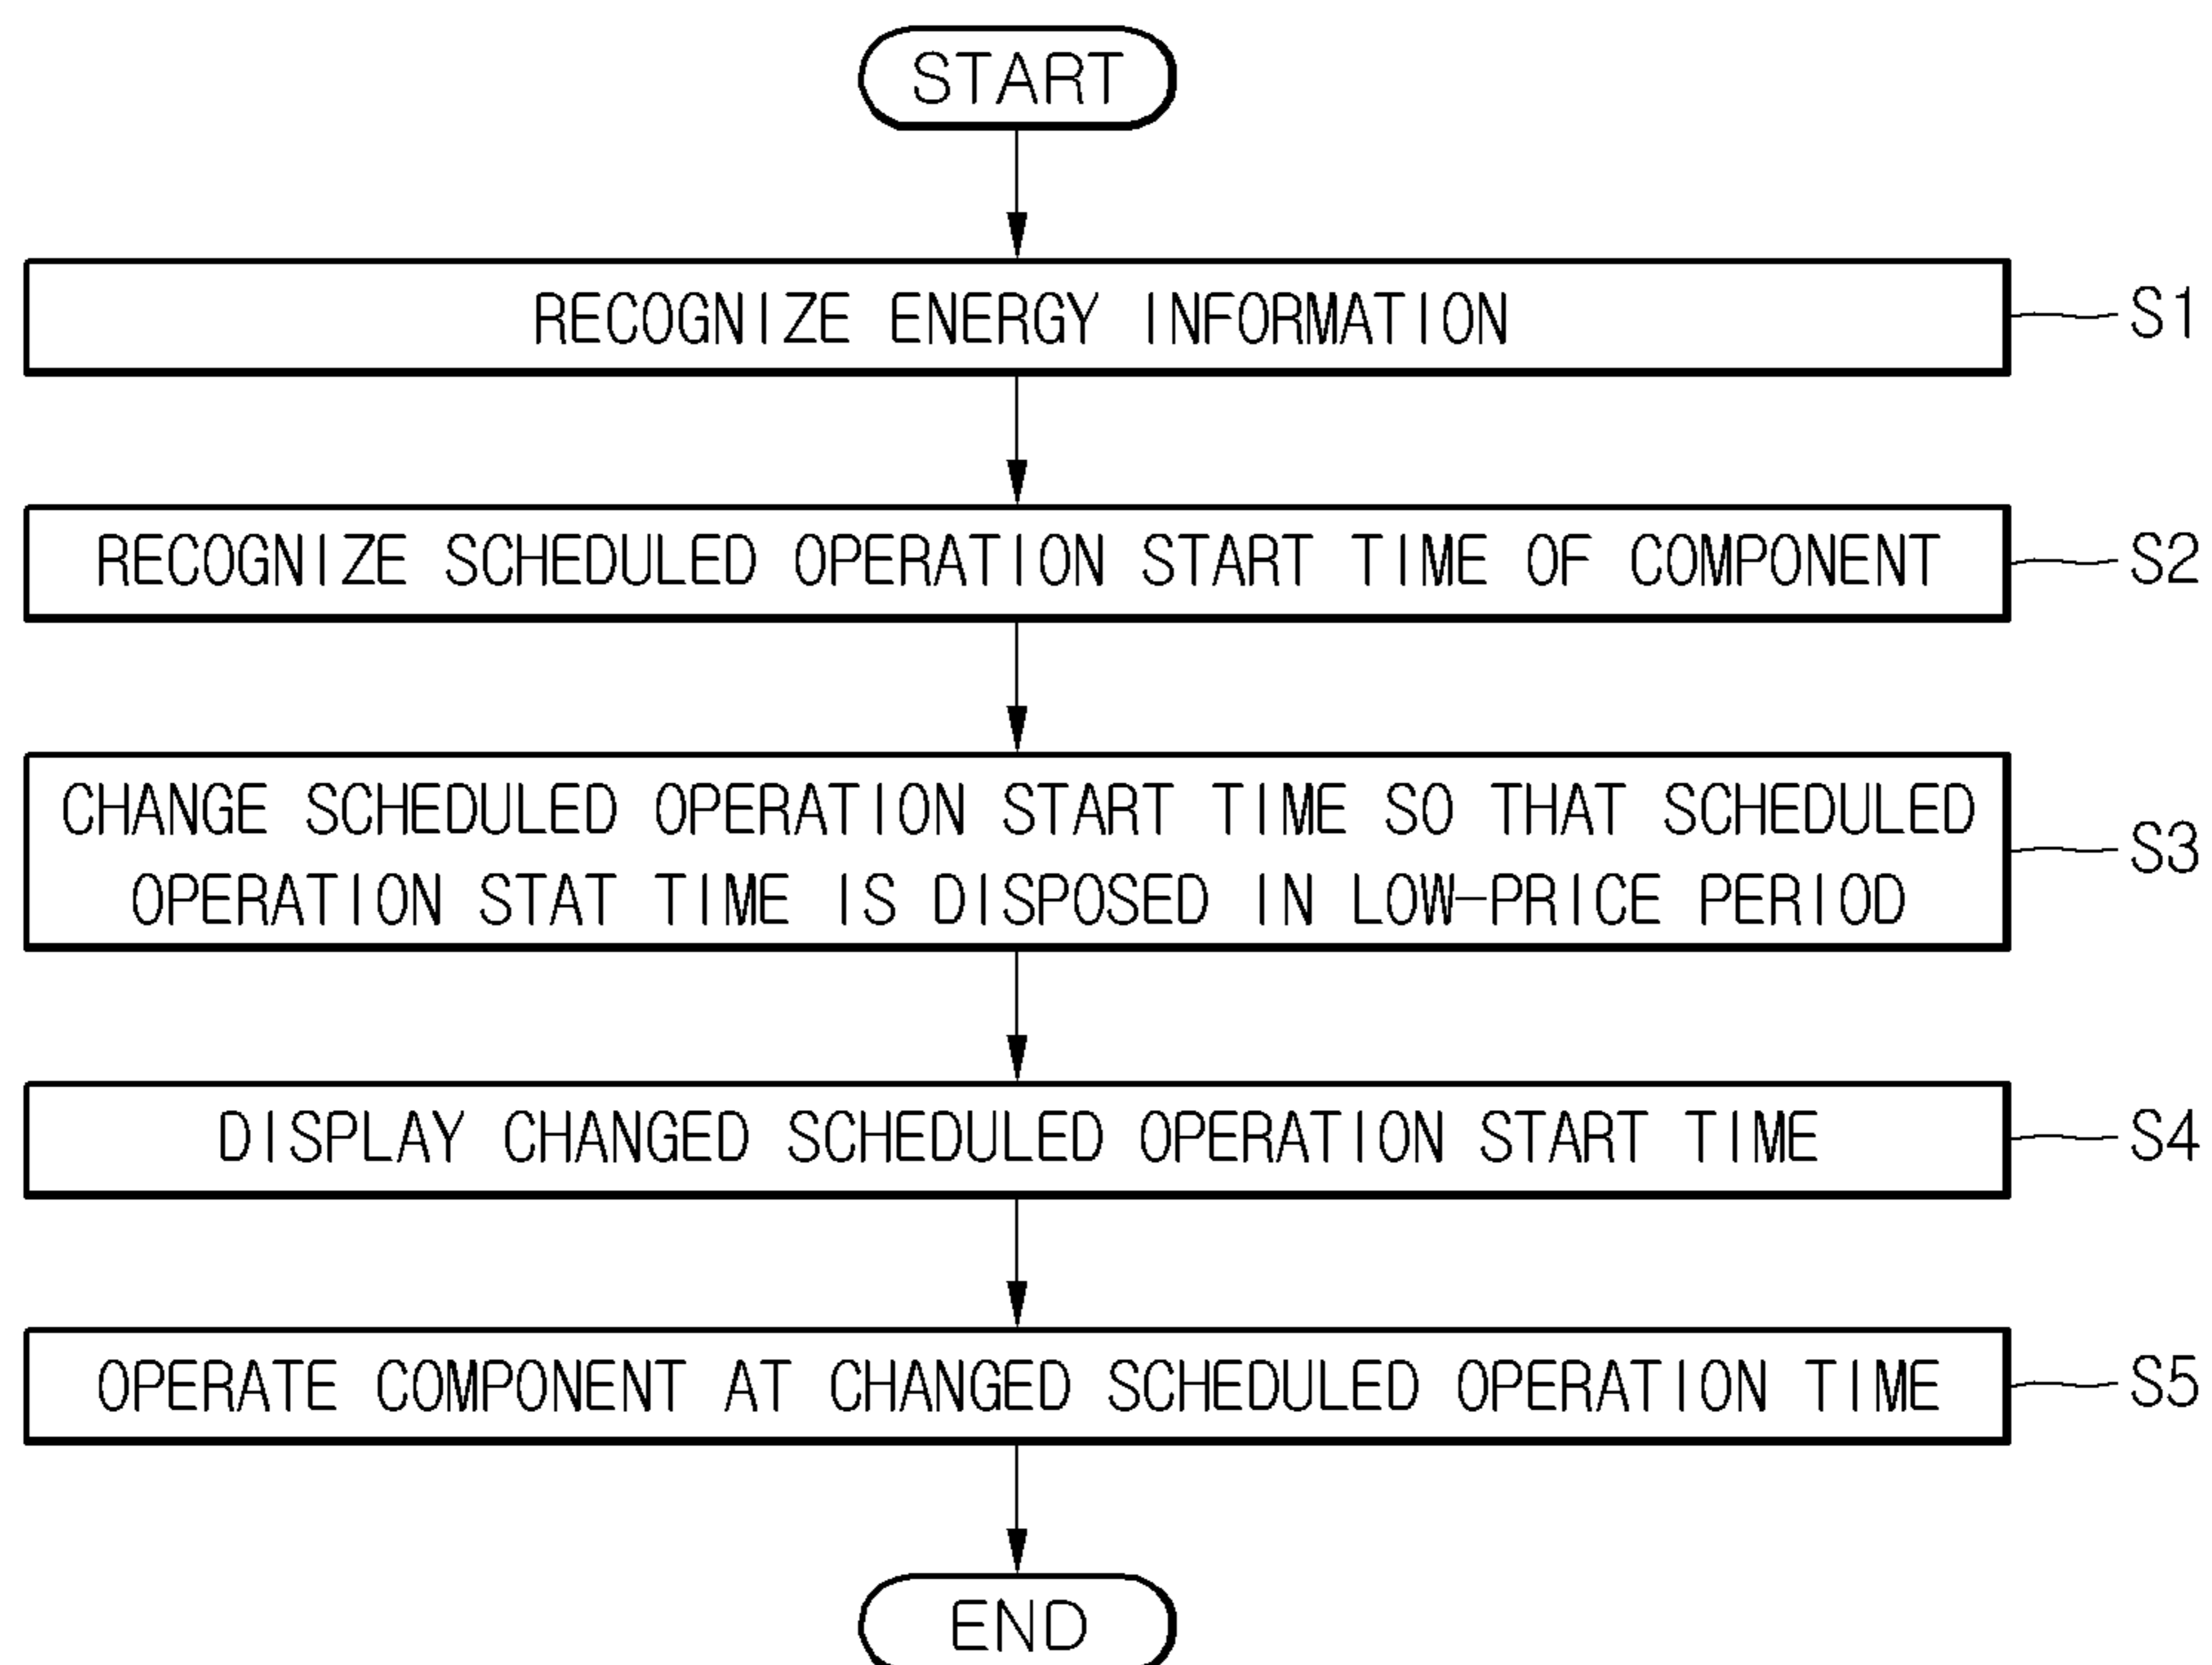 START
RECOGNIZE ENERGY INFORMATION
S1
RECOGNIZE SCHEDULED OPERATION START TIME OF COMPONENT
S2
CHANGE SCHEDULED OPERATION START TIME SO THAT SCHEDULED
OPERATION STAT TIME IS DISPOSED IN LOW-PRICE PERIOD
S3
DISPLAY CHANGED SCHEDULED OPERATION START TIME
S4
OPERATE COMPONENT AT CHANGED SCHEDULED OPERATION TIME
S5
END